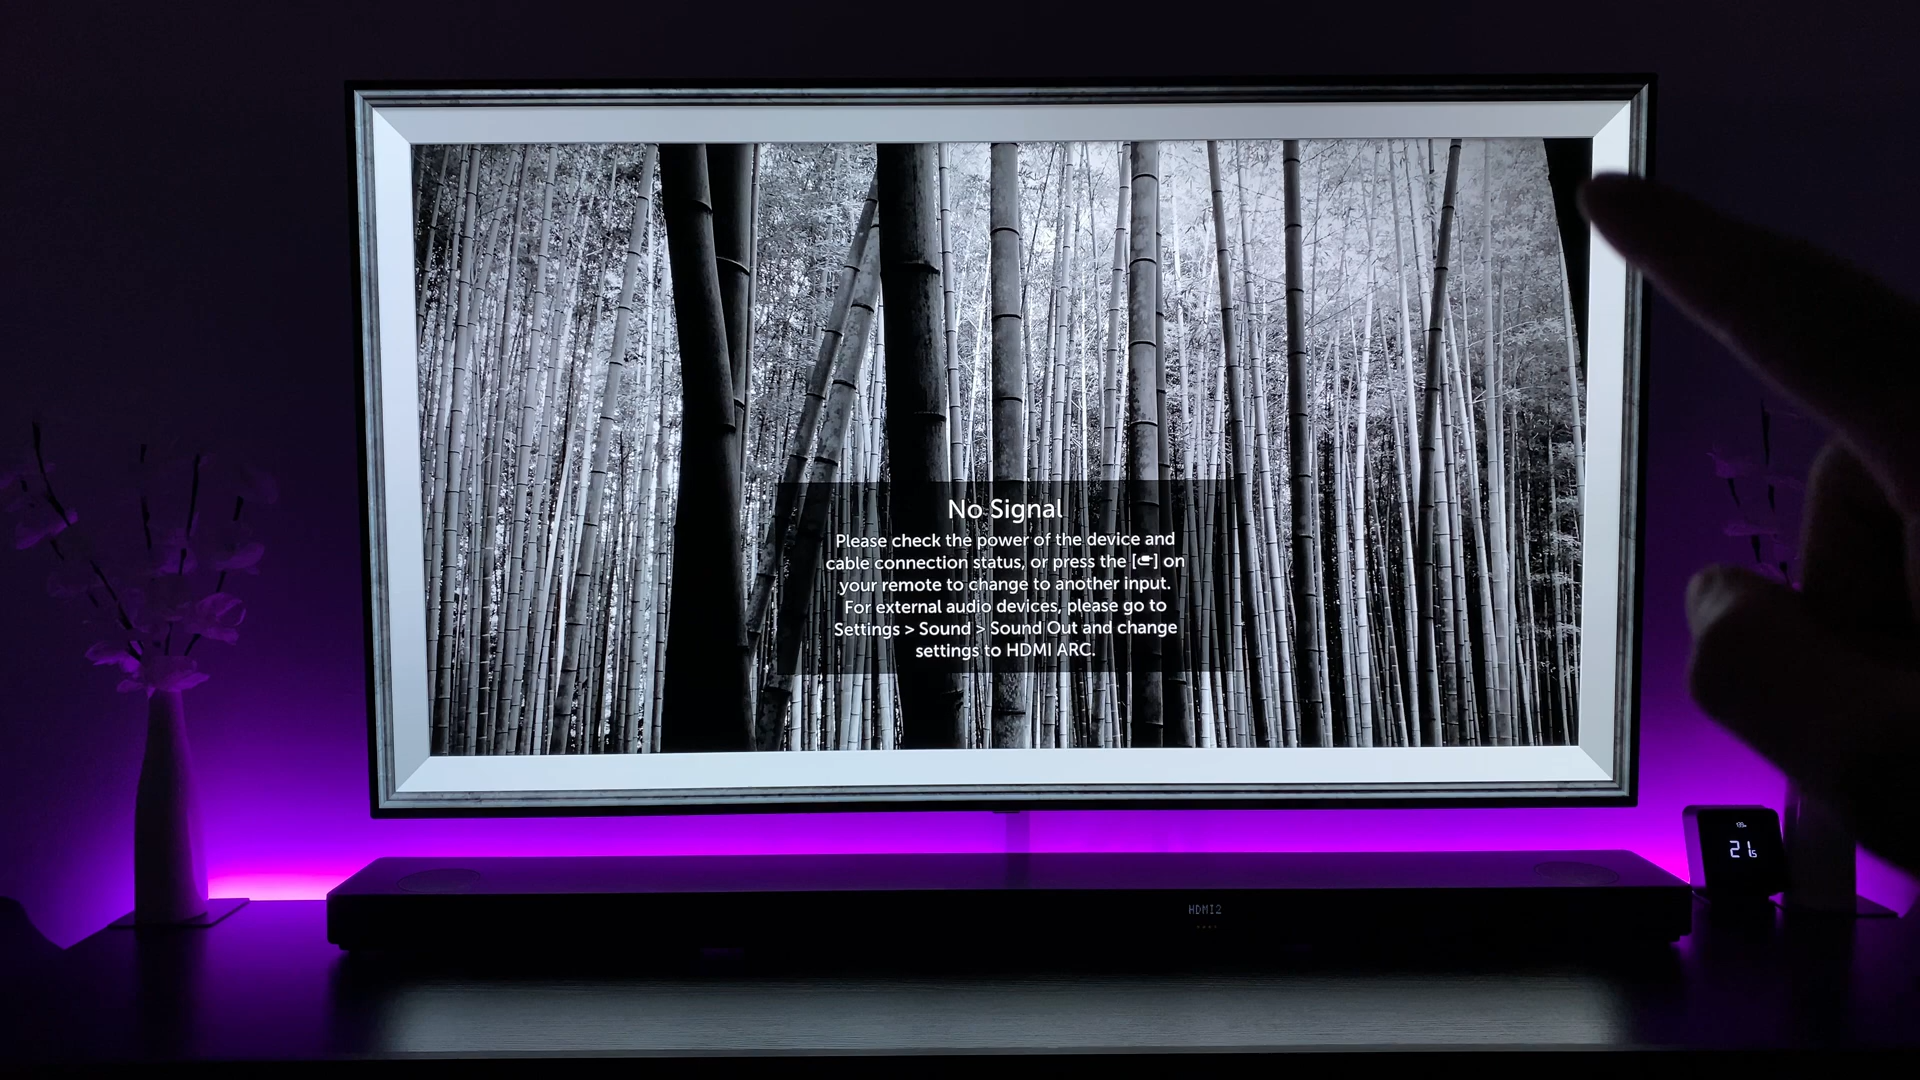 No Signal
Please check the power of the device and
cable connection status, or press the [] on
your remote to change to another input.
For external audio devices, please go to
Settings > Sound > Sound Out and change
settings to HDMI ARC.
HDMI2
21.5